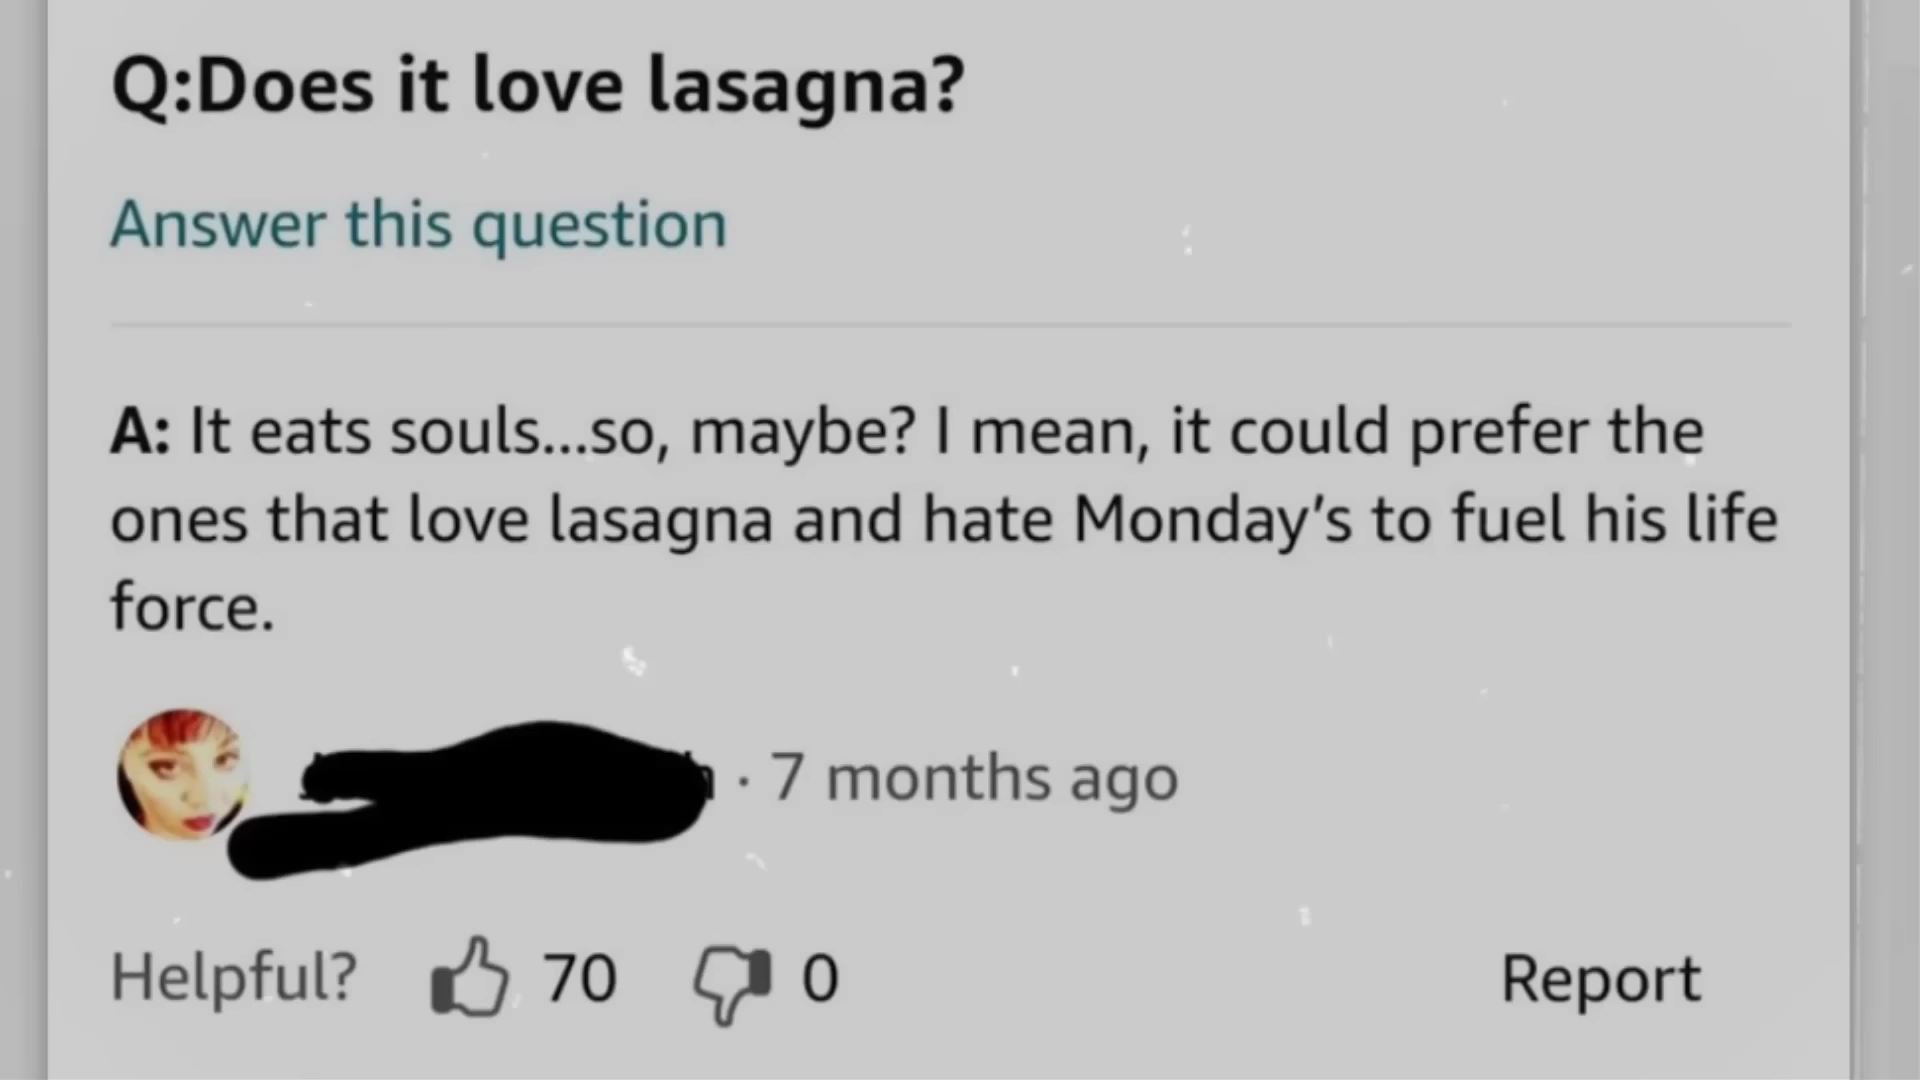 Q:Does it love lasagna?
Answer this question
A: It eats souls...so, maybe? I mean, it could prefer the
ones that love lasagna and hate Monday's to fuel his life
force.
· 7 months ago
Helpful? 70 0 Report